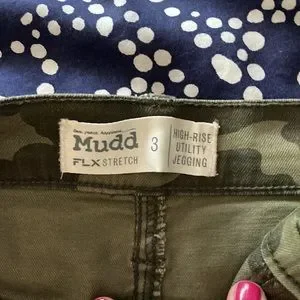 Mudd
FLX STRETCH
3
HIGH-RISE
UTILITY
JEGGING